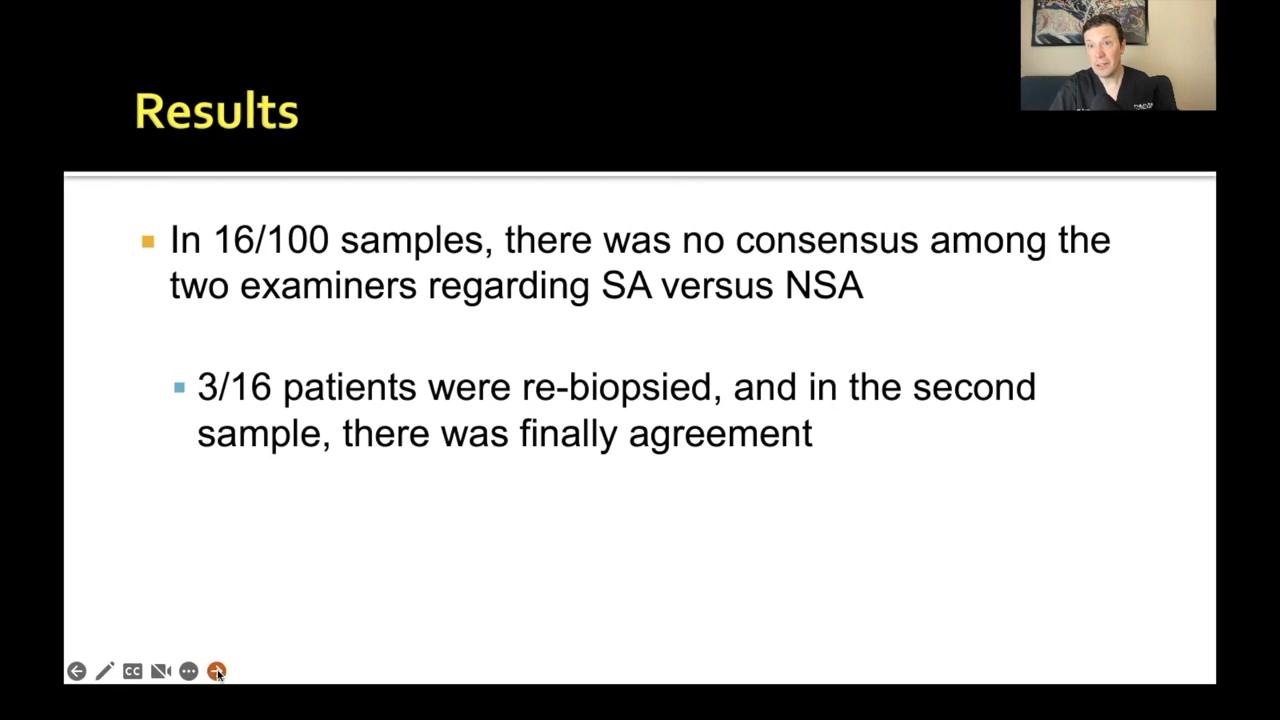 Results
In 16/100 samples, there was no consensus among the
two examiners regarding SA versus NSA
3/16 patients were re-biopsied, and in the second
sample, there was finally agreement
CC